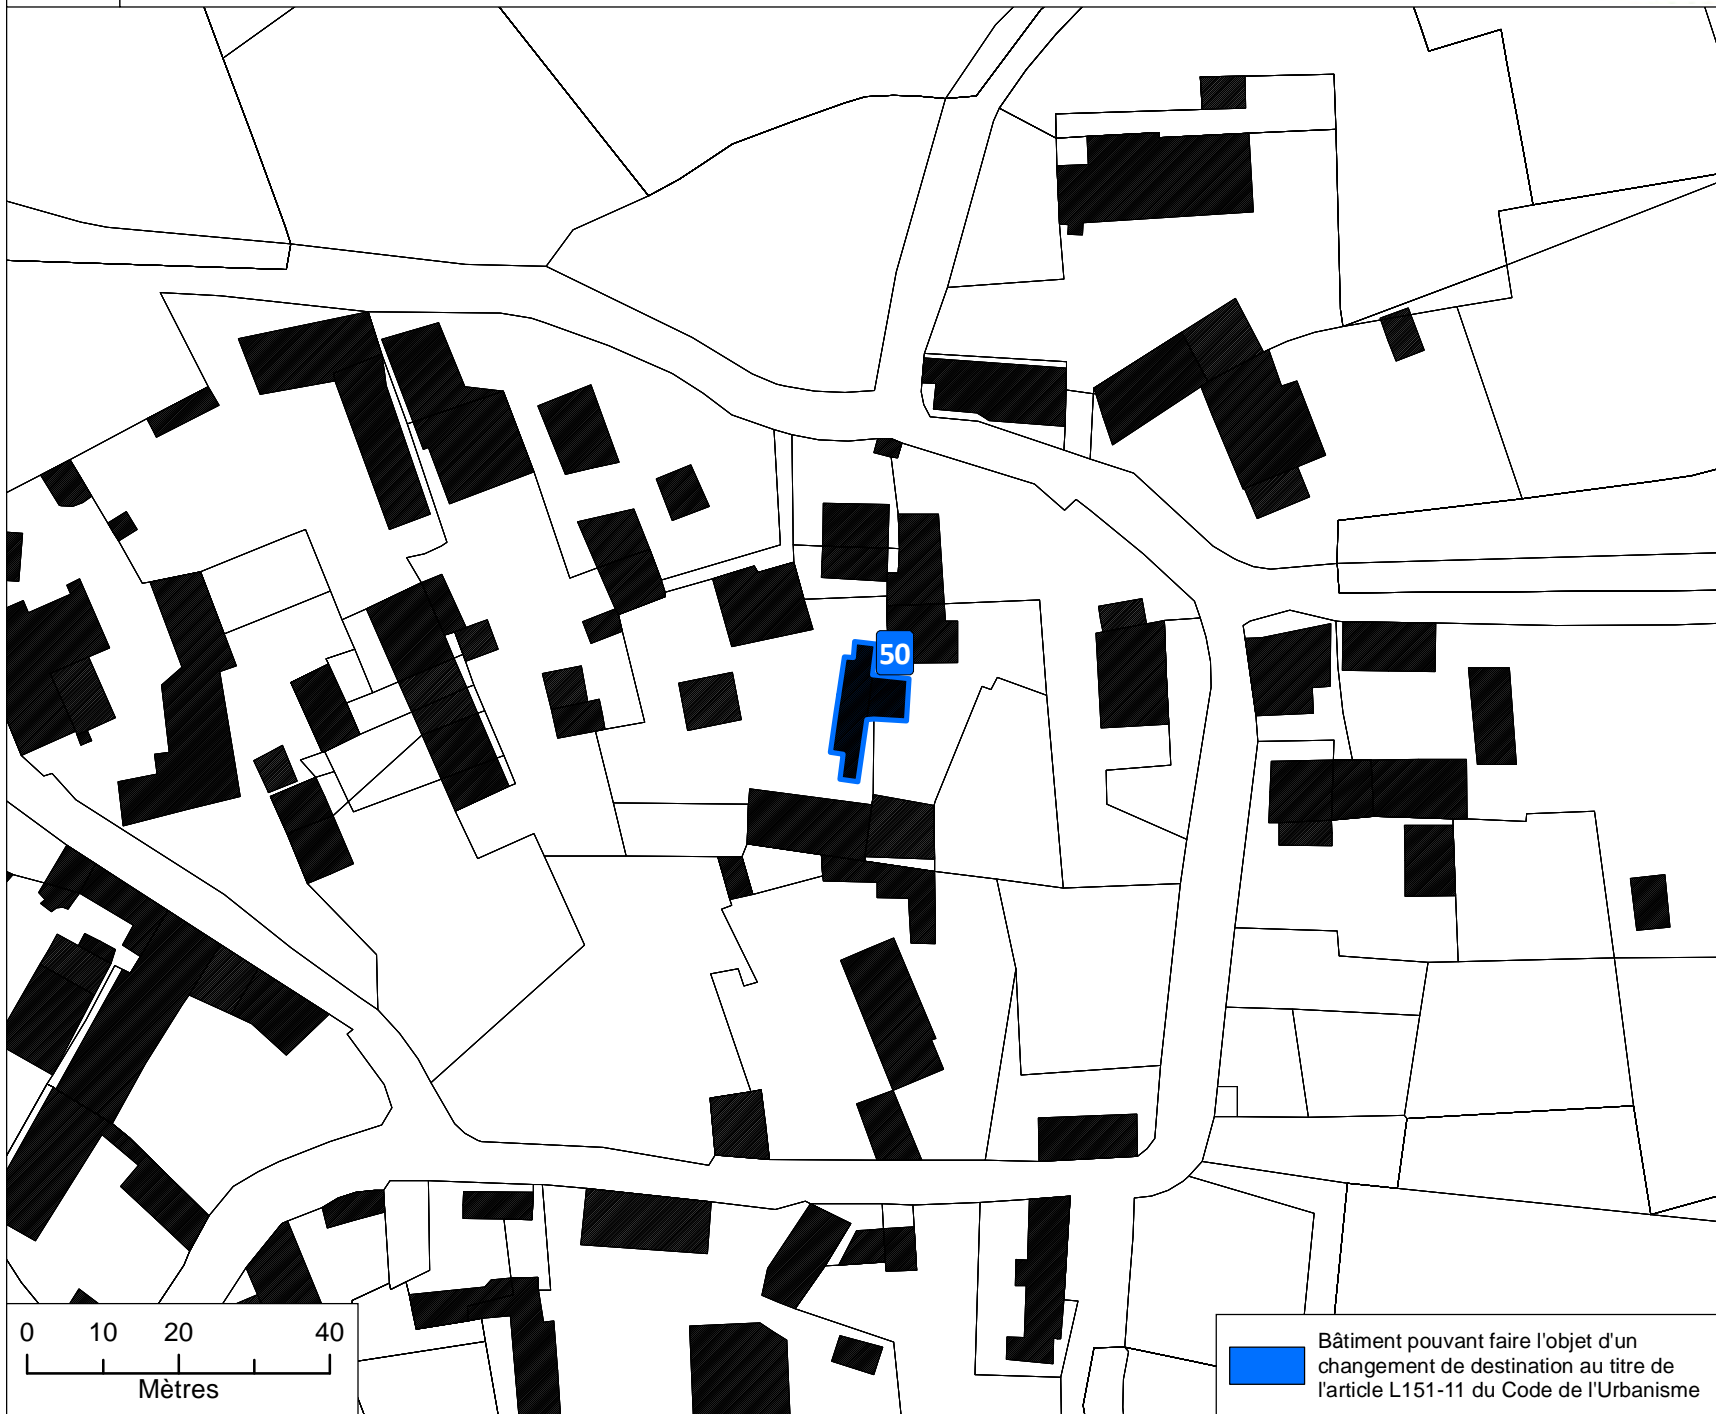 50
0 10 20 40
Mètres
Bâtiment pouvant faire l'objet d'un
changement de destination au titre de
l'article L151-11 du Code de l'Urbanisme